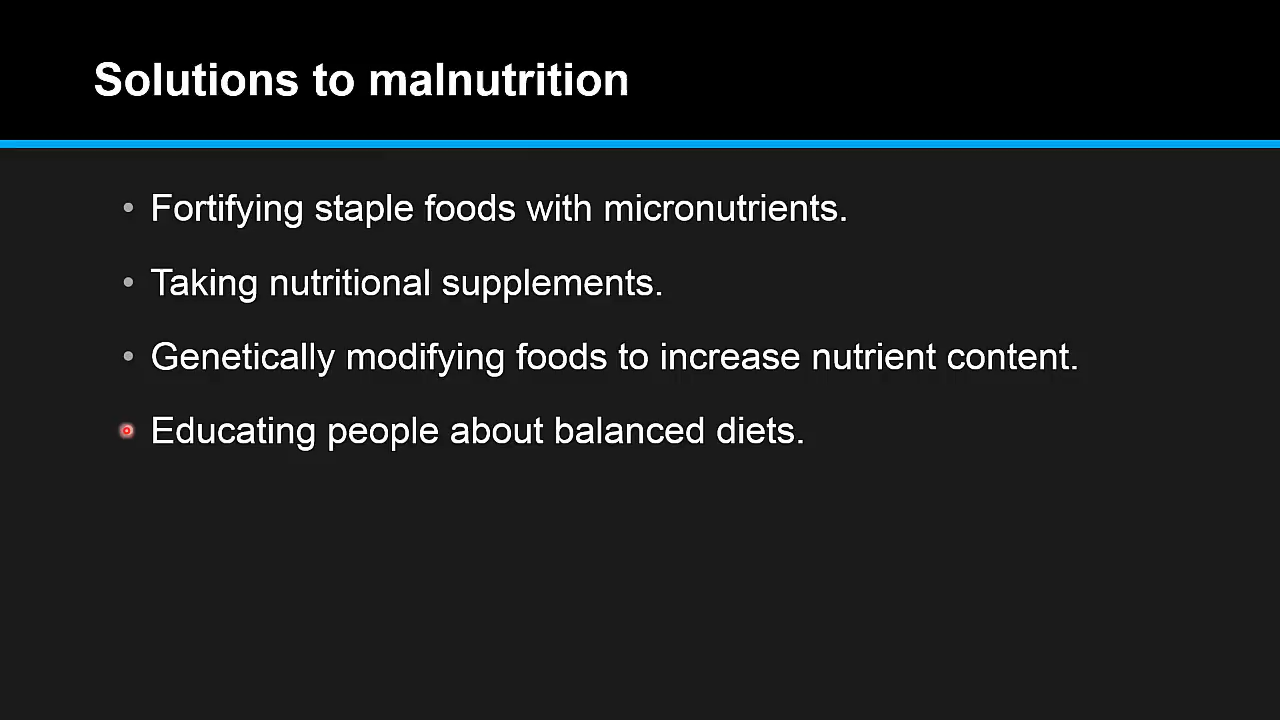 Solutions to malnutrition
• Fortifying staple foods with micronutrients.
• Taking nutritional supplements.
• Genetically modifying foods to increase nutrient content.
• Educating people about balanced diets.